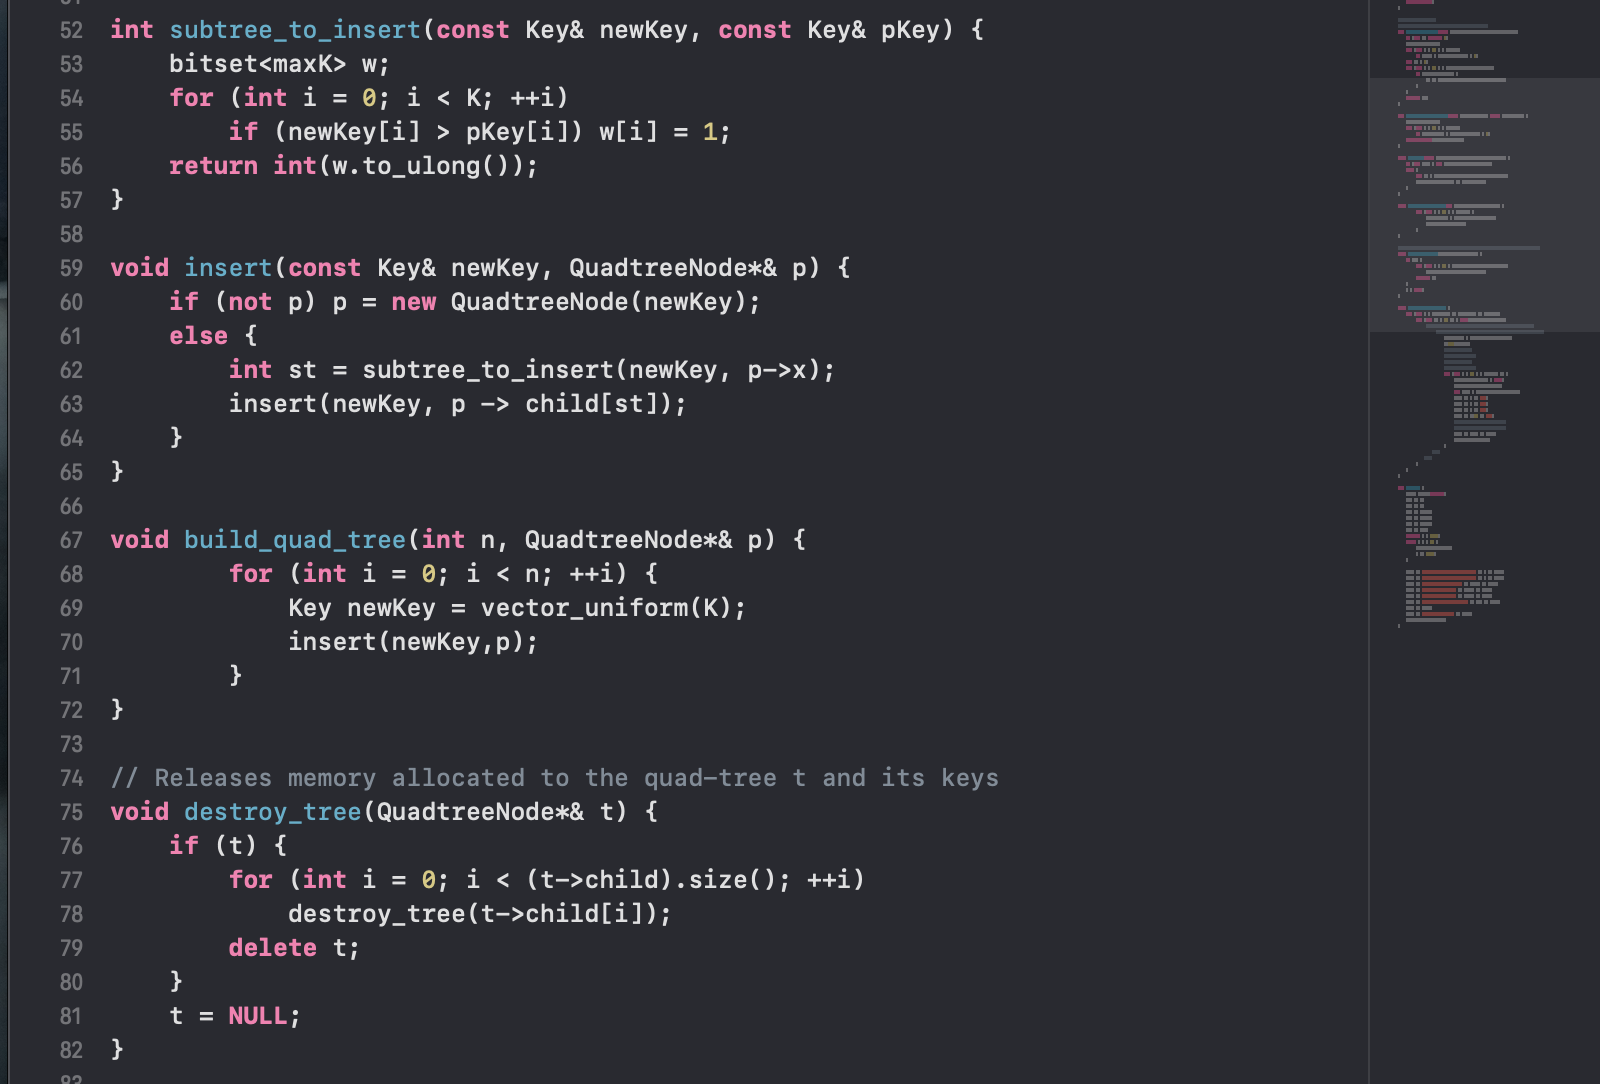 52 int subtree_to_insert(const Key& newKey, const Key& pKey) {
53     bitset<maxK> w;
54     for (int i = 0; i < K; ++i)
55         if (newKey[i] > pKey[i]) w[i] = 1;
56     return int(w.to_ulong());
57 }
58
59 void insert(const Key& newKey, QuadtreeNode*& p) {
60     if (not p) p = new QuadtreeNode(newKey);
61     else {
62         int st = subtree_to_insert(newKey, p->x);
63         insert(newKey, p -> child[st]);
64     }
65 }
66
67 void build_quad_tree(int n, QuadtreeNode*& p) {
68         for (int i = 0; i < n; ++i) {
69             Key newKey = vector_uniform(K);
70             insert(newKey,p);
71         }
72 }
73
74 // Releases memory allocated to the quad-tree t and its keys
75 void destroy_tree(QuadtreeNode*& t) {
76     if (t) {
77         for (int i = 0; i < (t->child).size(); ++i)
78             destroy_tree(t->child[i]);
79         delete t;
80     }
81     t = NULL;
82 }